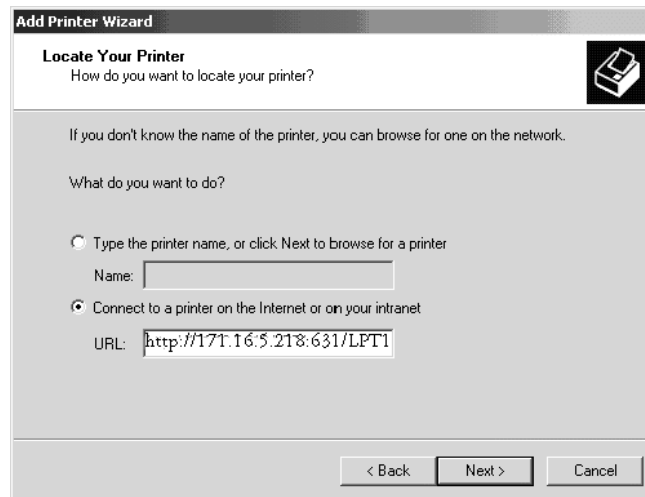 Add Printer Wizard
Locate Your Printer
How do you want to locate your printer?
If you don't know the name of the printer, you can browse for one on the network.
What do you want to do?
Type the printer name, or click Next to browse for a printer
Name:
Connect to a printer on the Internet or on your intranet
URL: http://171.16.5.218:631/LPT1
< Back Next > Cancel